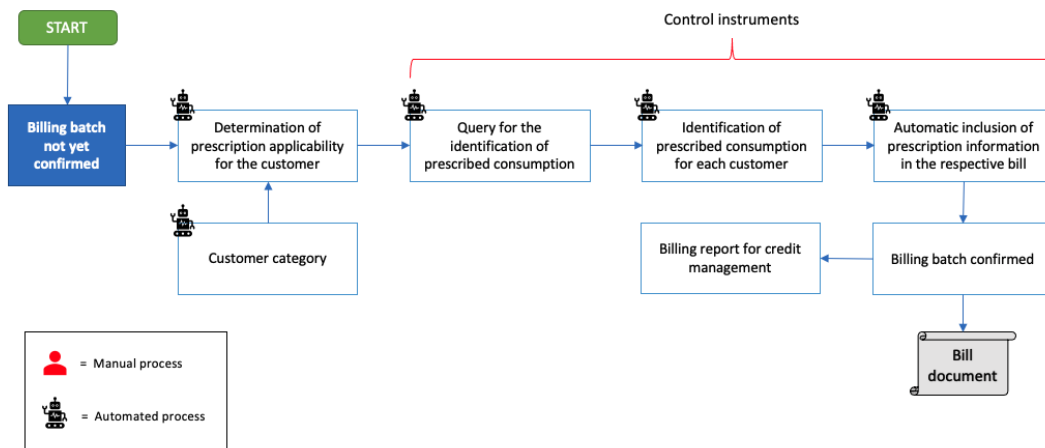 Control instruments
START
Billing batch
not yet
confirmed
Determination of
prescription applicability
for the customer
Query for the
identification of
prescribed consumption
Identification of
prescribed consumption
for each customer
Automatic inclusion of
prescription information
in the respective bill
Customer category
Billing report for credit
management
Billing batch confirmed
Bill
document
= Manual process
= Automated process